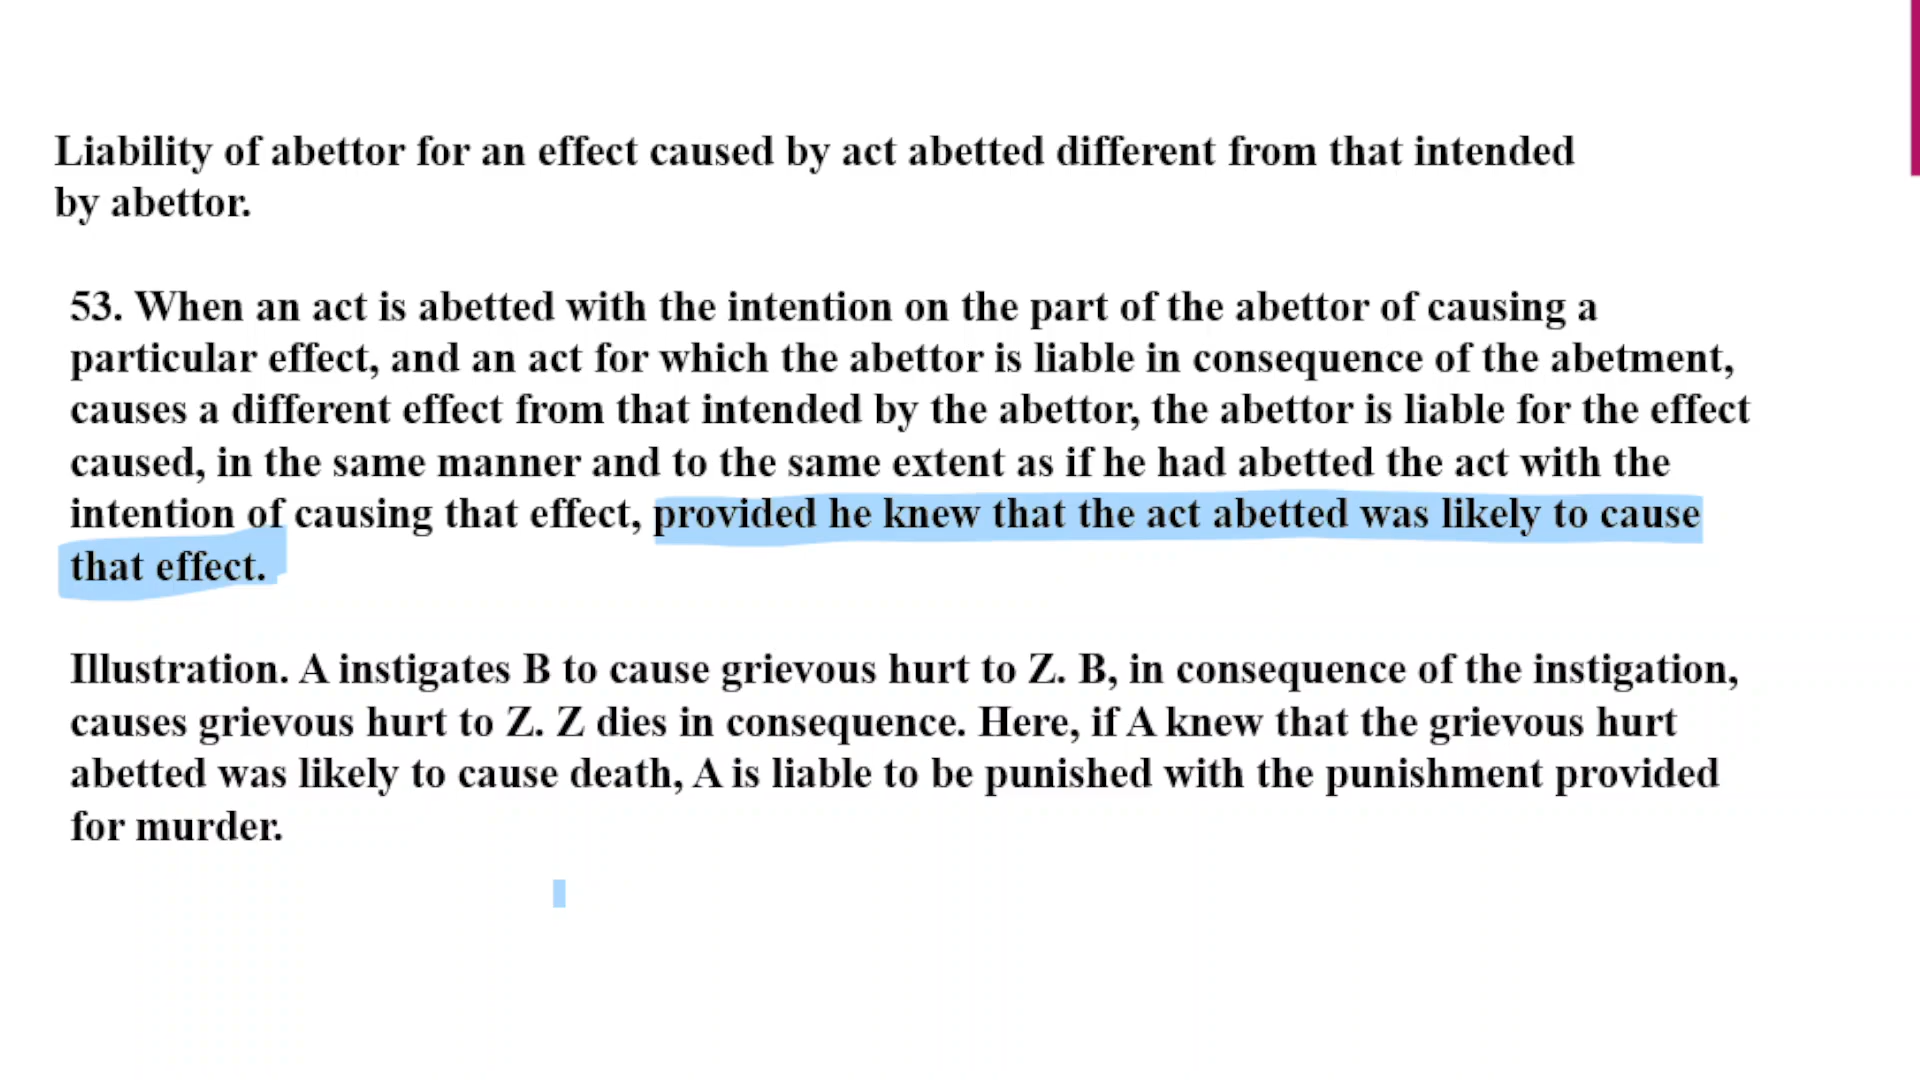 Liability of abettor for an effect caused by act abetted different from that intended
by abettor.
53. When an act is abetted with the intention on the part of the abettor of causing a
particular effect, and an act for which the abettor is liable in consequence of the abetment,
causes a different effect from that intended by the abettor, the abettor is liable for the effect
caused, in the same manner and to the same extent as if he had abetted the act with the
intention of causing that effect, provided he knew that the act abetted was likely to cause
that effect.
Illustration. A instigates B to cause grievous hurt to Z. B, in consequence of the instigation,
causes grievous hurt to Z. Z dies in consequence. Here, if A knew that the grievous hurt
abetted was likely to cause death, A is liable to be punished with the punishment provided
for murder.